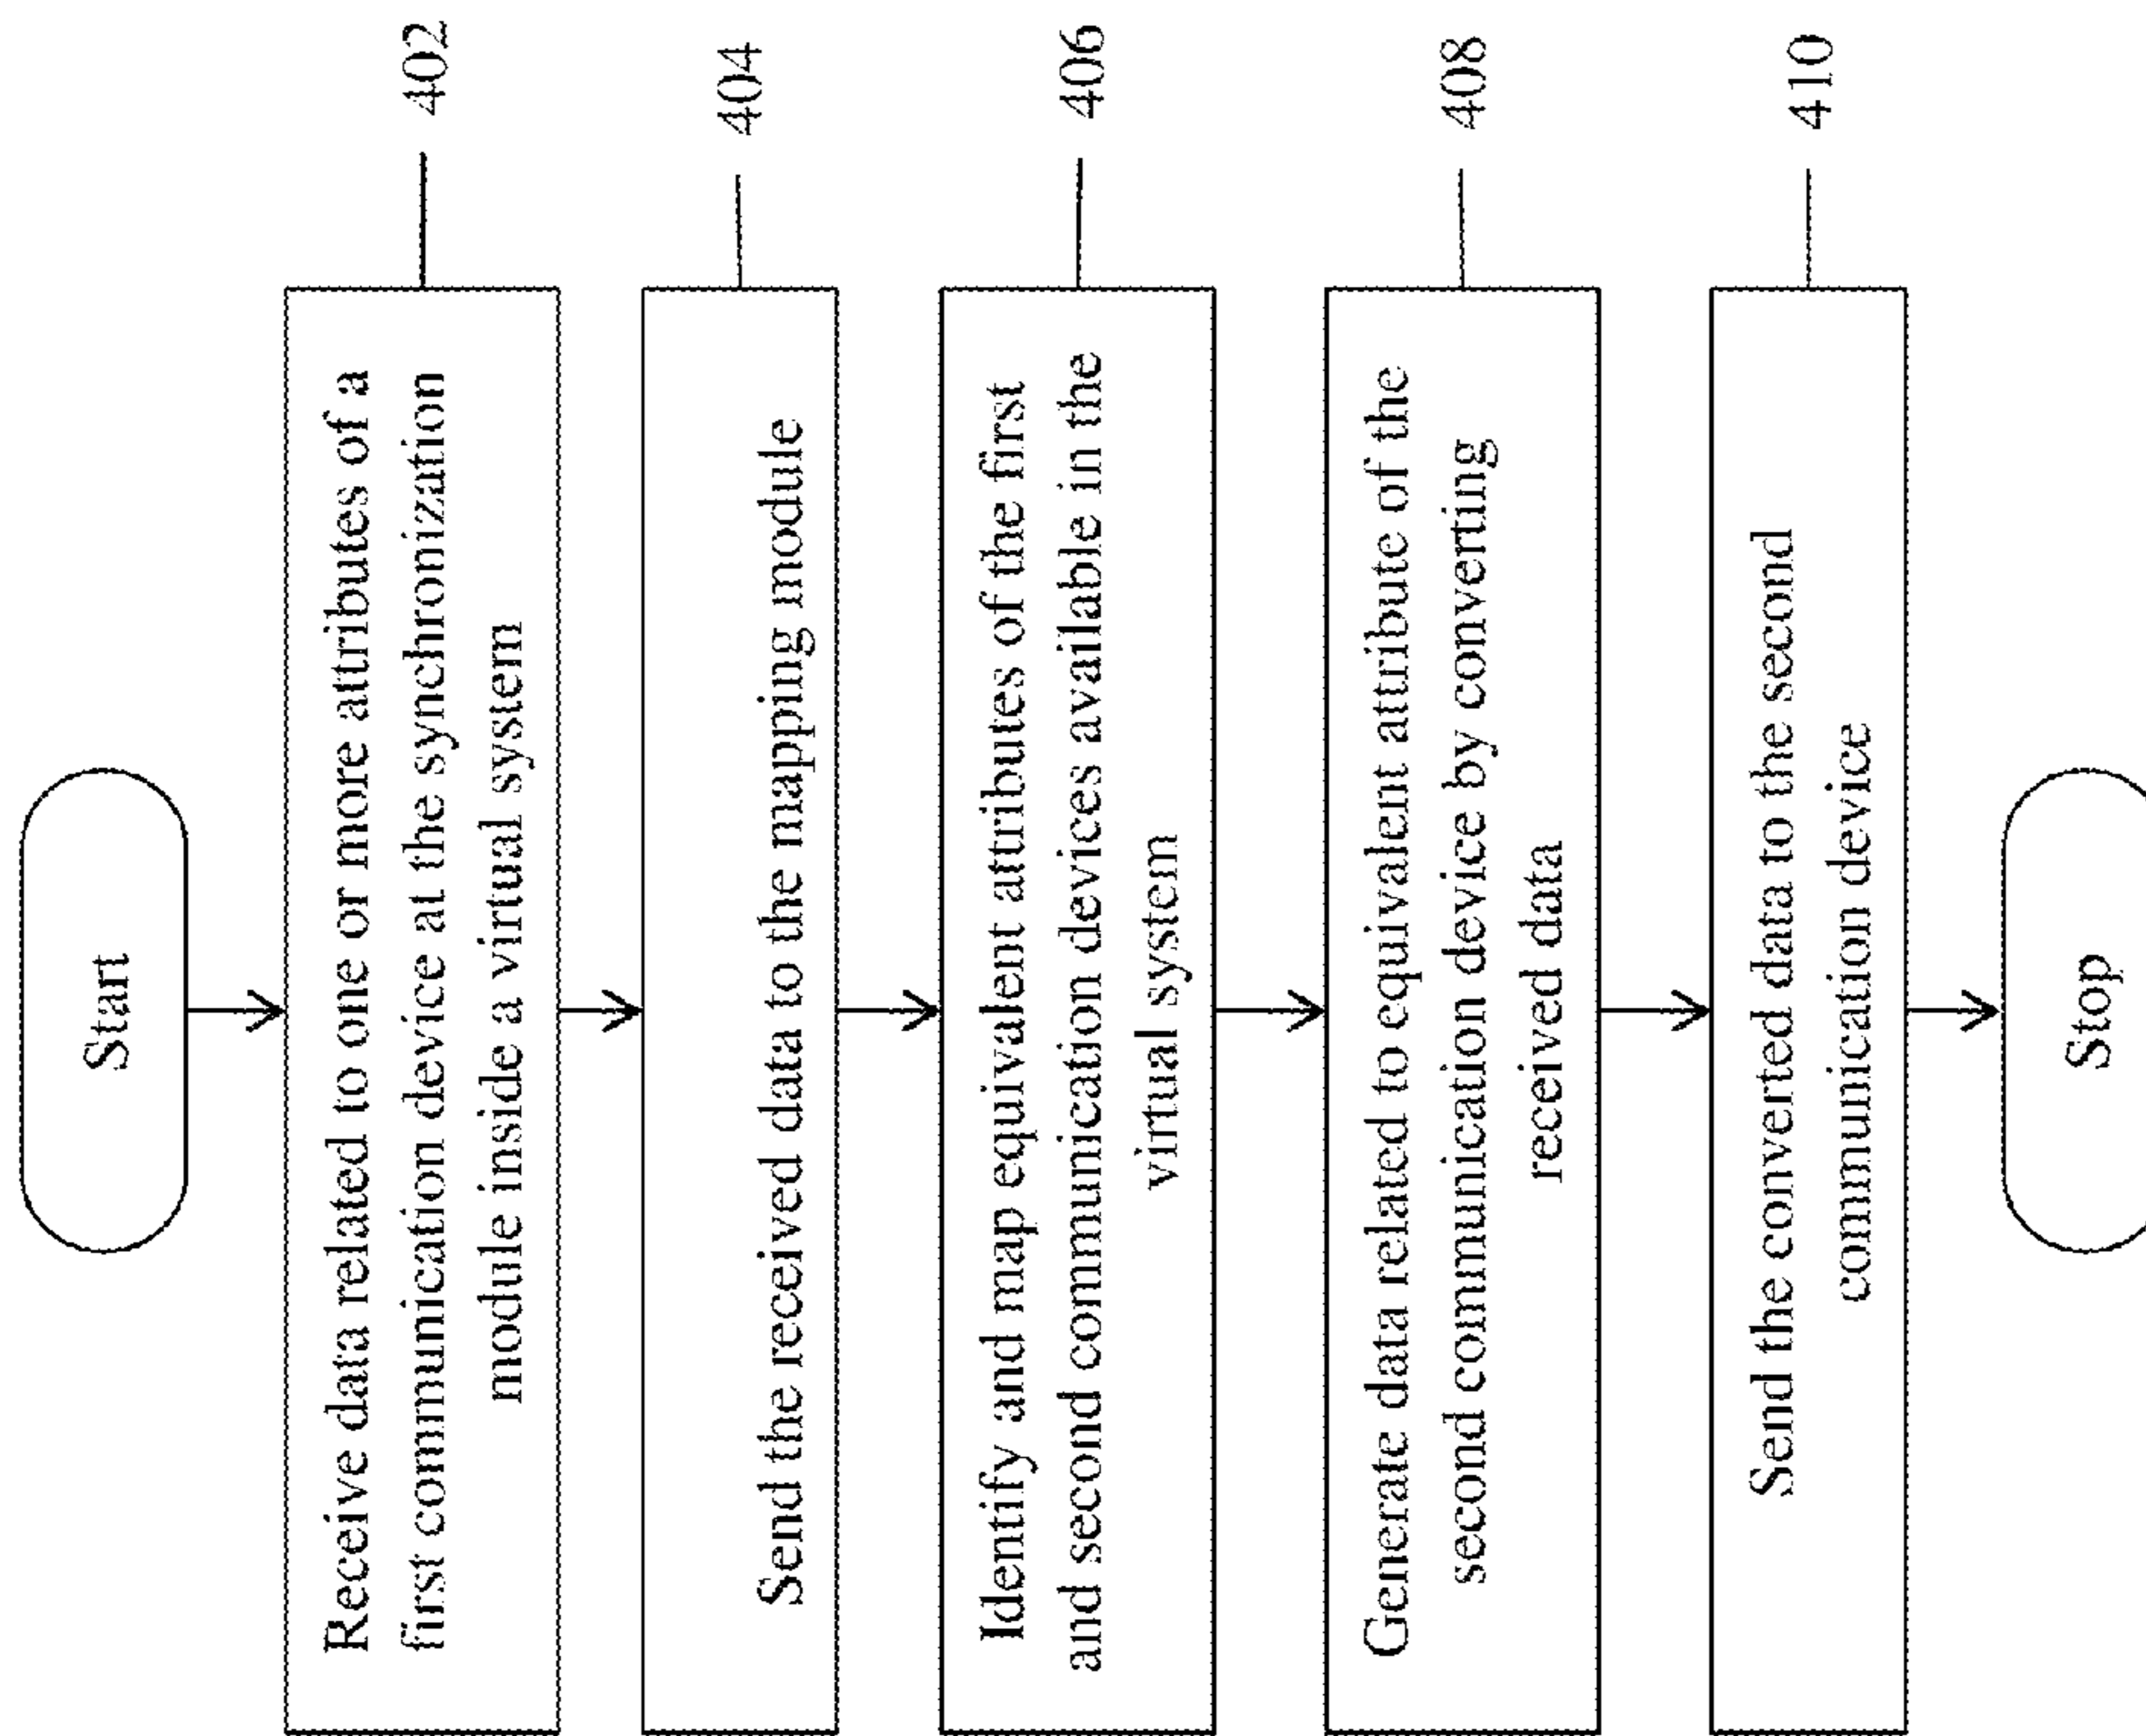 Start
Receive data related to one or more attributes of a
first communication device at the synchronization
module inside a virtual system
402
Send the received data to the mapping module
404
Identify and map equivalent attributes of the first
and second communication devices available in the
virtual system
406
Generate data related to equivalent attribute of the
second communication device by converting
received data
408
Send the converted data to the second
communication device
410
Stop